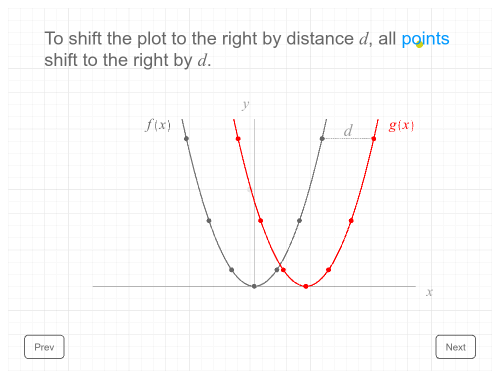 To shift the plot to the right by distance d, all points
shift to the right by d.
y
f(x)
d
g(x)
x
Prev
Next